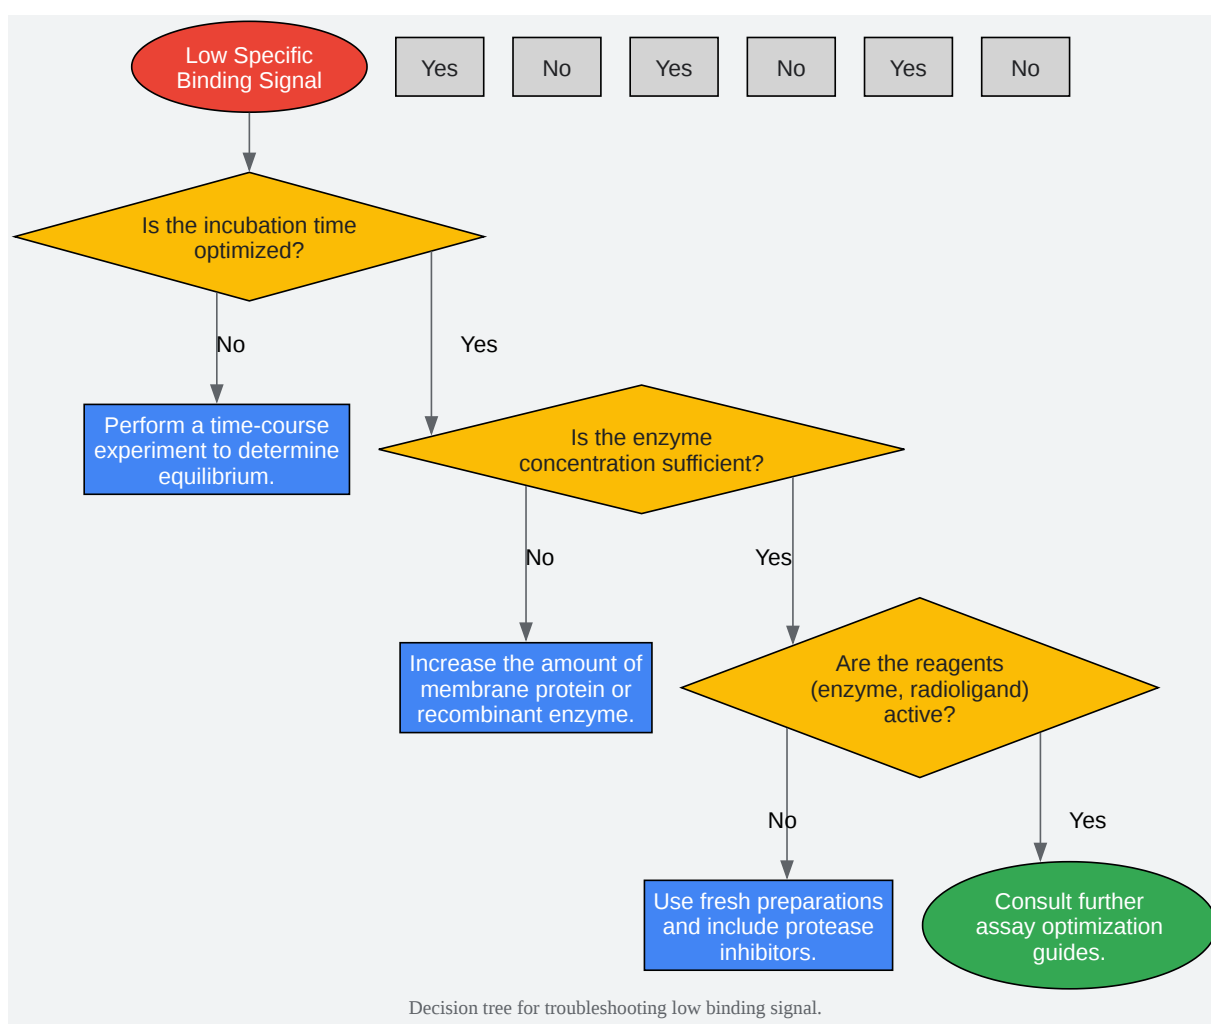 Low Specific
Binding Signal
Yes
No
Yes
No
Yes
No
Is the incubation time
optimized?
No
Yes
Perform a time-course
experiment to determine
equilibrium.
Is the enzyme
concentration sufficient?
No
Yes
Increase the amount of
membrane protein or
recombinant enzyme.
Are the reagents
(enzyme, radioligand)
active?
No
Yes
Use fresh preparations
and include protease
inhibitors.
Consult further
assay optimization
guides.
Decision tree for troubleshooting low binding signal.